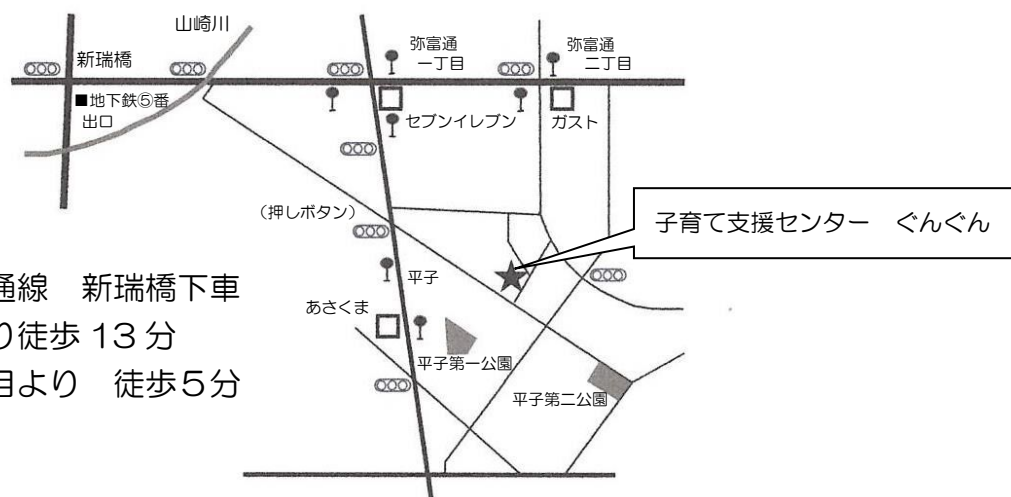 山崎川
新瑞橋
弥富通
一丁目
弥富通
二丁目
■地下鉄⑤番
出口
セブンイレブン
ガスト
(押しボタン)
子育て支援センター　ぐんぐん
平子
あさくま
通線　新瑞橋下車
り徒歩 13 分
目より　徒歩5分
平子第一公園
平子第二公園